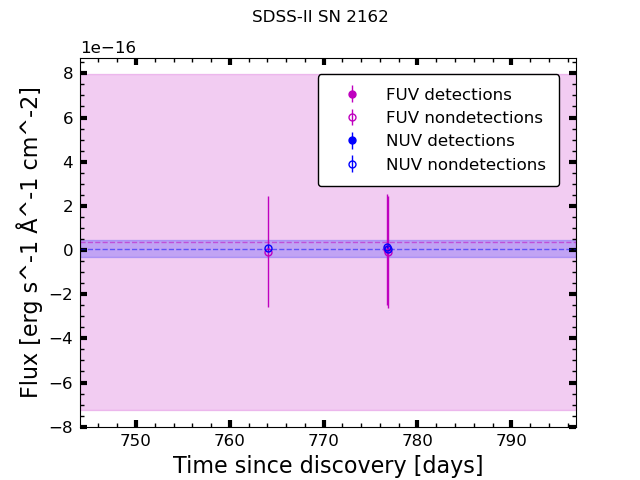 SDSS-II SN 2162
1e−16
8
6
4
2
0
−2
−4
−6
−8
Flux [erg s^-1 Å^-1 cm^-2]
FUV detections
FUV nondetections
NUV detections
NUV nondetections
750 760 770 780 790
Time since discovery [days]